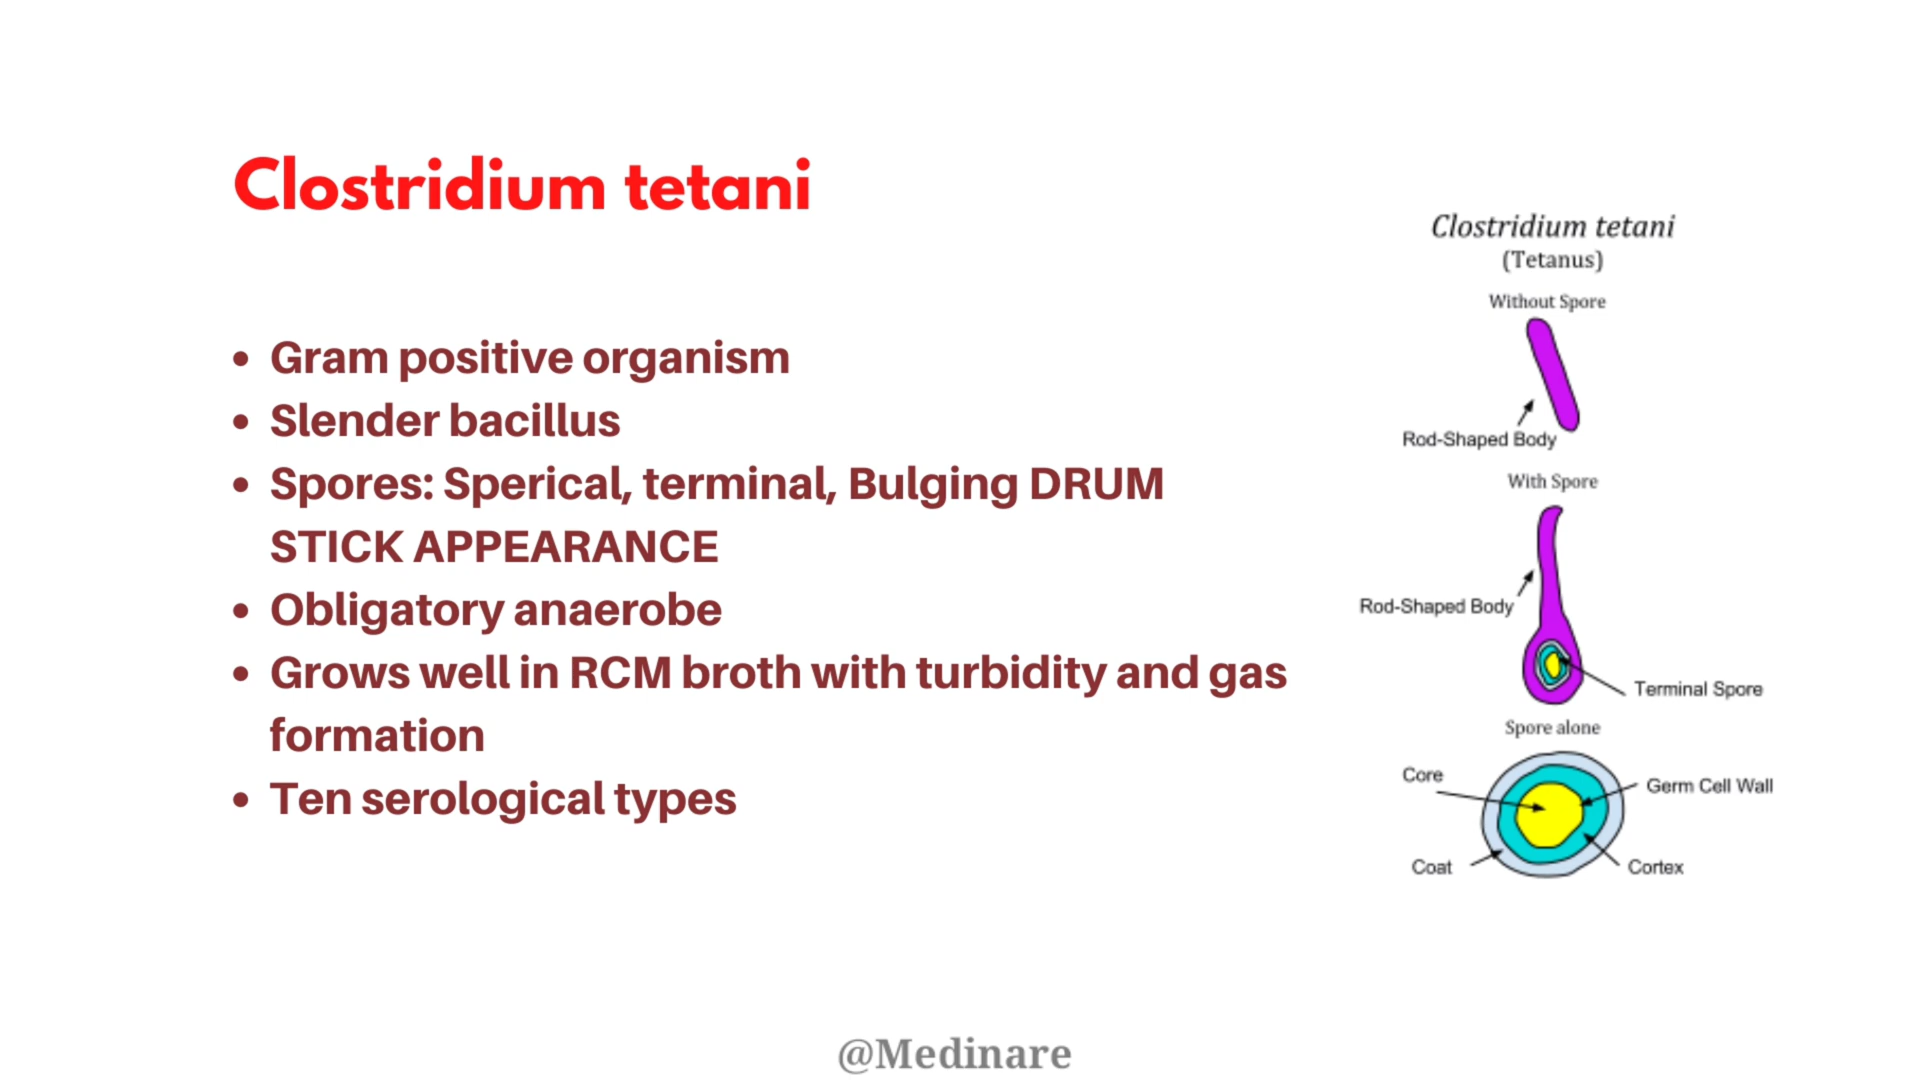 Clostridium tetani
• Gram positive organism
• Slender bacillus
• Spores: Sperical, terminal, Bulging DRUM
STICK APPEARANCE
• Obligatory anaerobe
• Grows well in RCM broth with turbidity and gas
formation
• Ten serological types
Clostridium tetani
(Tetanus)
Without Spore
Rod-Shaped Body
With Spore
Rod-Shaped Body
Terminal Spore
Spore alone
Core
Germ Cell Wall
Coat
Cortex
@Medinare